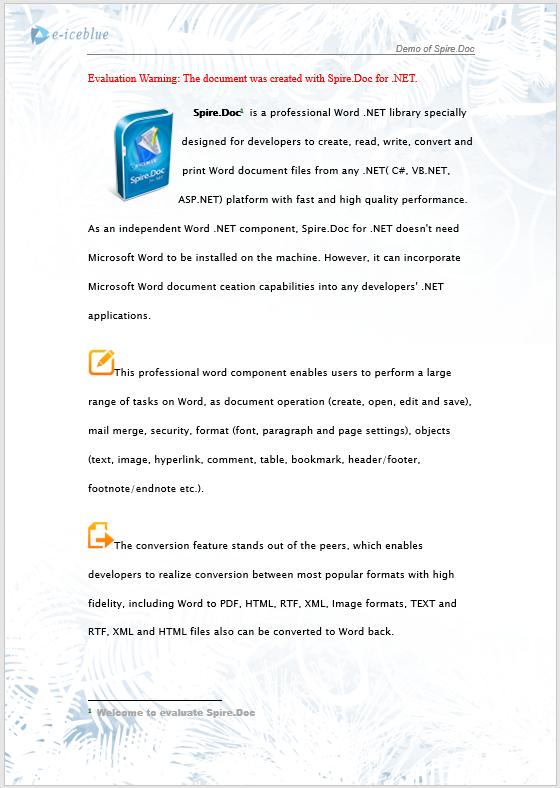 e-iceblue
Demo of Spire.Doc
Evaluation Warning: The document was created with Spire.Doc for .NET.
Spire.Doc¹ is a professional Word .NET library specially
designed for developers to create, read, write, convert and
print Word document files from any .NET( C#, VB.NET,
ASP.NET) platform with fast and high quality performance.
Spire.Doc
for .NET
As an independent Word .NET component, Spire.Doc for .NET doesn't need
Microsoft Word to be installed on the machine. However, it can incorporate
Microsoft Word document ceation capabilities into any developers' .NET
applications.
This professional word component enables users to perform a large
range of tasks on Word, as document operation (create, open, edit and save),
mail merge, security, format (font, paragraph and page settings), objects
(text, image, hyperlink, comment, table, bookmark, header/footer,
footnote/endnote etc.).
The conversion feature stands out of the peers, which enables
developers to realize conversion between most popular formats with high
fidelity, including Word to PDF, HTML, RTF, XML, Image formats, TEXT and
RTF, XML and HTML files also can be converted to Word back.
¹ Welcome to evaluate Spire.Doc